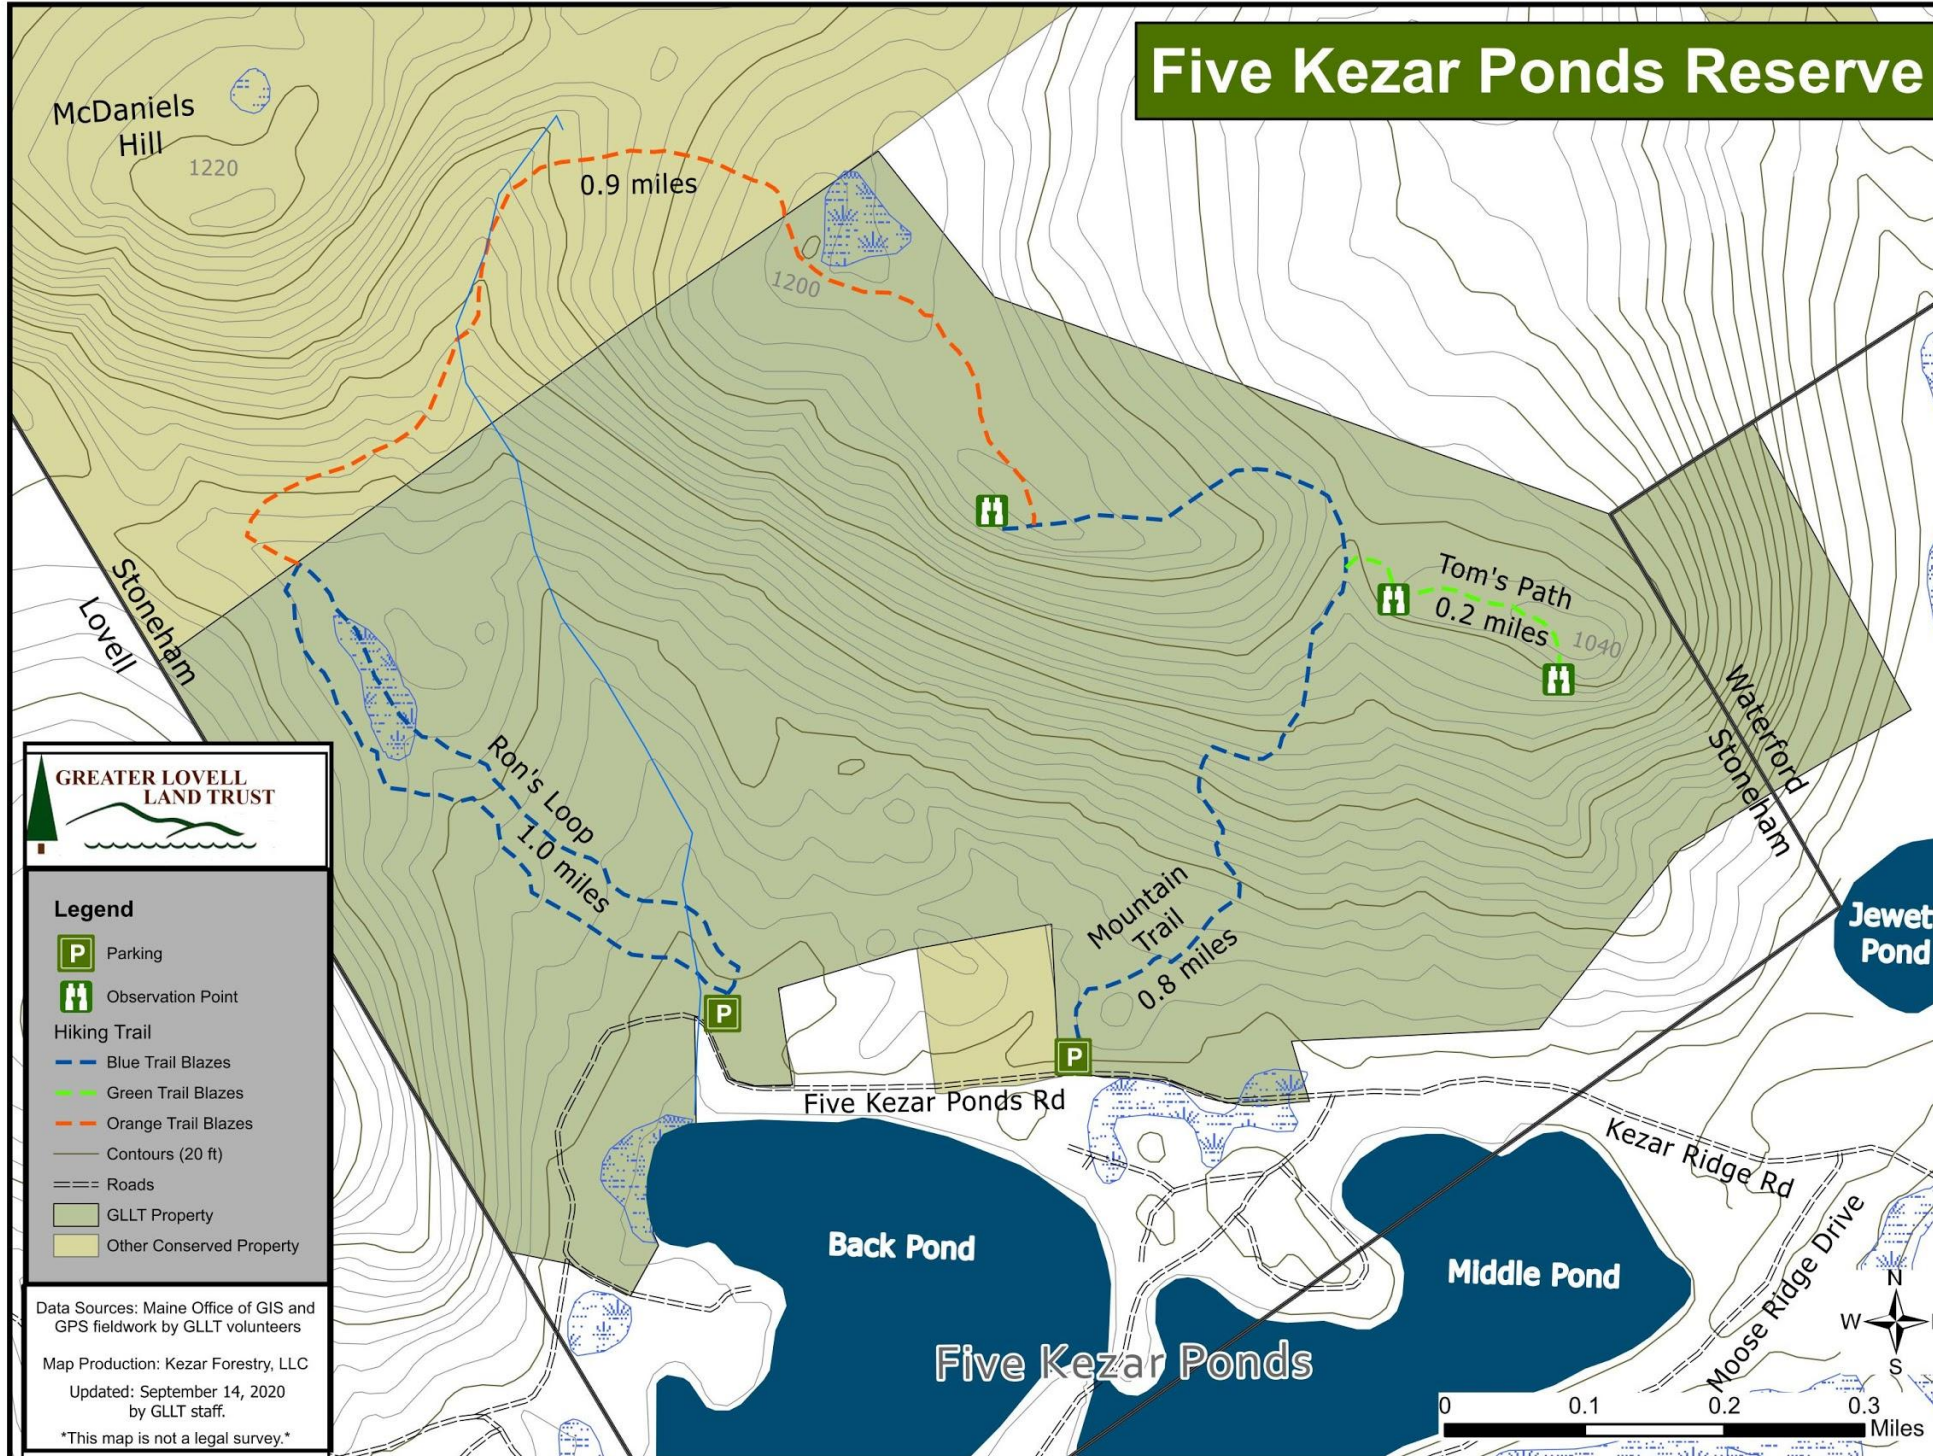 Five Kezar Ponds Reserve
McDaniels
Hill
1220
0.9 miles
1200
Tom's Path
0.2 miles
1040
Stoneham
Lovell
Waterford
Stoneham
Ron's Loop
1.0 miles
Mountain
Trail
0.8 miles
P
P
Five Kezar Ponds Rd
Kezar Ridge Rd
Moose Ridge Drive
Jewet
Pond
Back Pond
Middle Pond
Five Kezar Ponds
GREATER LOVELL
LAND TRUST
Legend
P Parking
Observation Point
Hiking Trail
Blue Trail Blazes
Green Trail Blazes
Orange Trail Blazes
Contours (20 ft)
Roads
GLLT Property
Other Conserved Property
Data Sources: Maine Office of GIS and
GPS fieldwork by GLLT volunteers
Map Production: Kezar Forestry, LLC
Updated: September 14, 2020
by GLLT staff.
*This map is not a legal survey.*
N
W
S
0 0.1 0.2 0.3
Miles